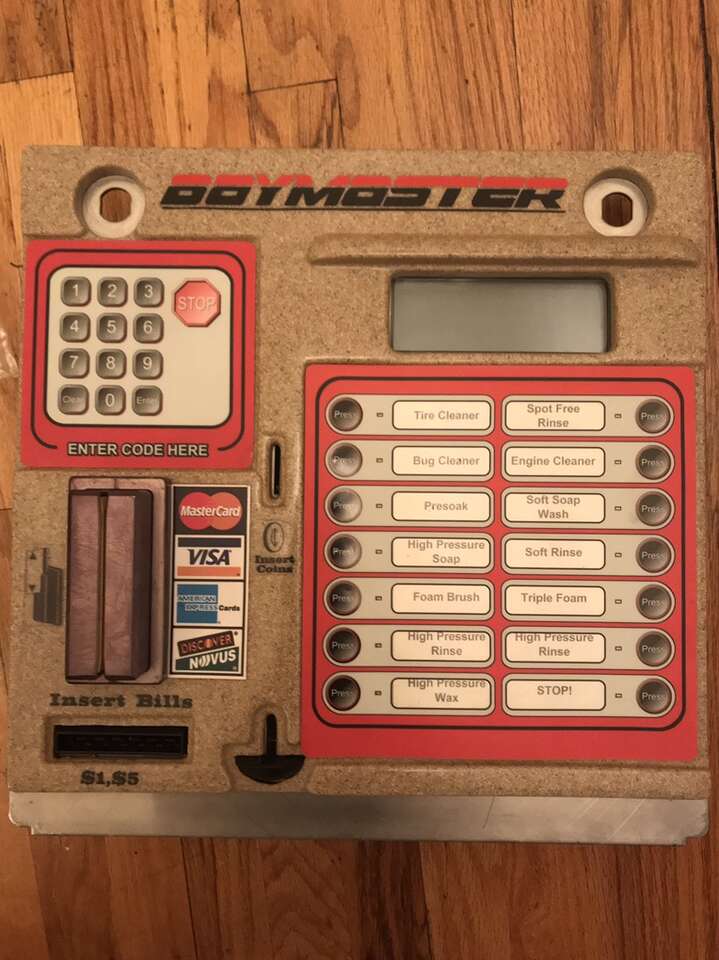 BAYMASTER
1 2 3 STOP
4 5 6
7 8 9
Clear 0 Enter
ENTER CODE HERE
MasterCard
VISA
AMERICAN
EXPRESS Cards
DISCOVER
NOVUS
Insert
Coins
Insert Bills
$1,$5
Press Tire Cleaner
Spot Free
Rinse Press
Press Bug Cleaner
Engine Cleaner Press
Press Presoak
Soft Soap
Wash Press
Press High Pressure
Soap
Soft Rinse Press
Press Foam Brush
Triple Foam Press
Press High Pressure
Rinse
High Pressure
Rinse Press
Press High Pressure
Wax
STOP! Press